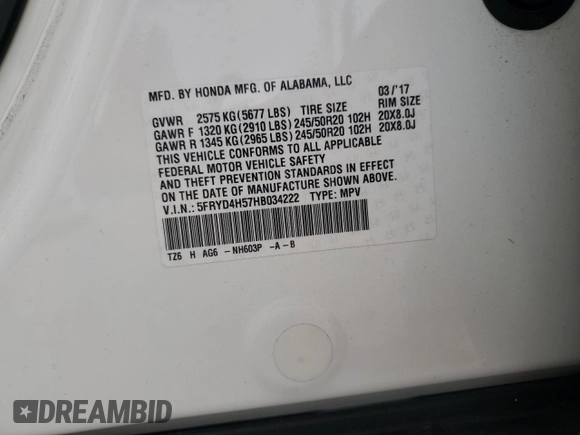 MFD. BY HONDA MFG. OF ALABAMA, LLC 03/'17
GVWR 2575 KG(5677 LBS) TIRE SIZE RIM SIZE
GAWR F 1320 KG(2910 LBS)245/50R20 102H 20X8.0J
GAWR R 1345 KG(2965 LBS)245/50R20 102H 20X8.0J
THIS VEHICLE CONFORMS TO ALL APPLICABLE
FEDERAL MOTOR VEHICLE SAFETY
AND THEFT PREVENTION STANDARDS IN EFFECT
ON THE DATE OF MANUFACTURE SHOWN ABOVE.
V.I.N.: 5FRYD4H57HB034222 TYPE: MPV
TZ6 H AG6 - NH603P -A-B
DREAMBID